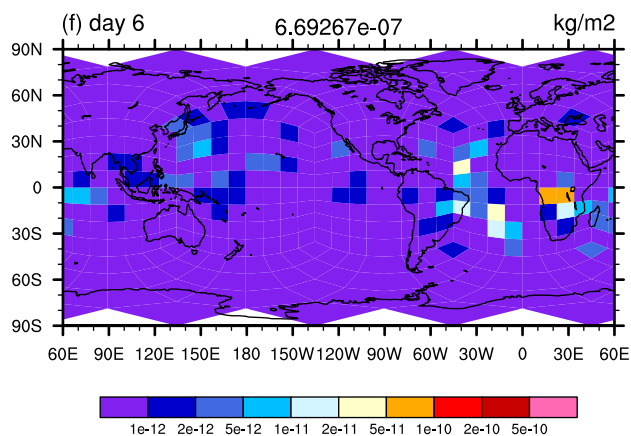 (f) day 6 6.69267e-07 kg/m2
90N
60N
30N
0
30S
60S
90S
60E 90E 120E 150E 180 150W 120W 90W 60W 30W 0 30E 60E
1e-12 2e-12 5e-12 1e-11 2e-11 5e-11 1e-10 2e-10 5e-10